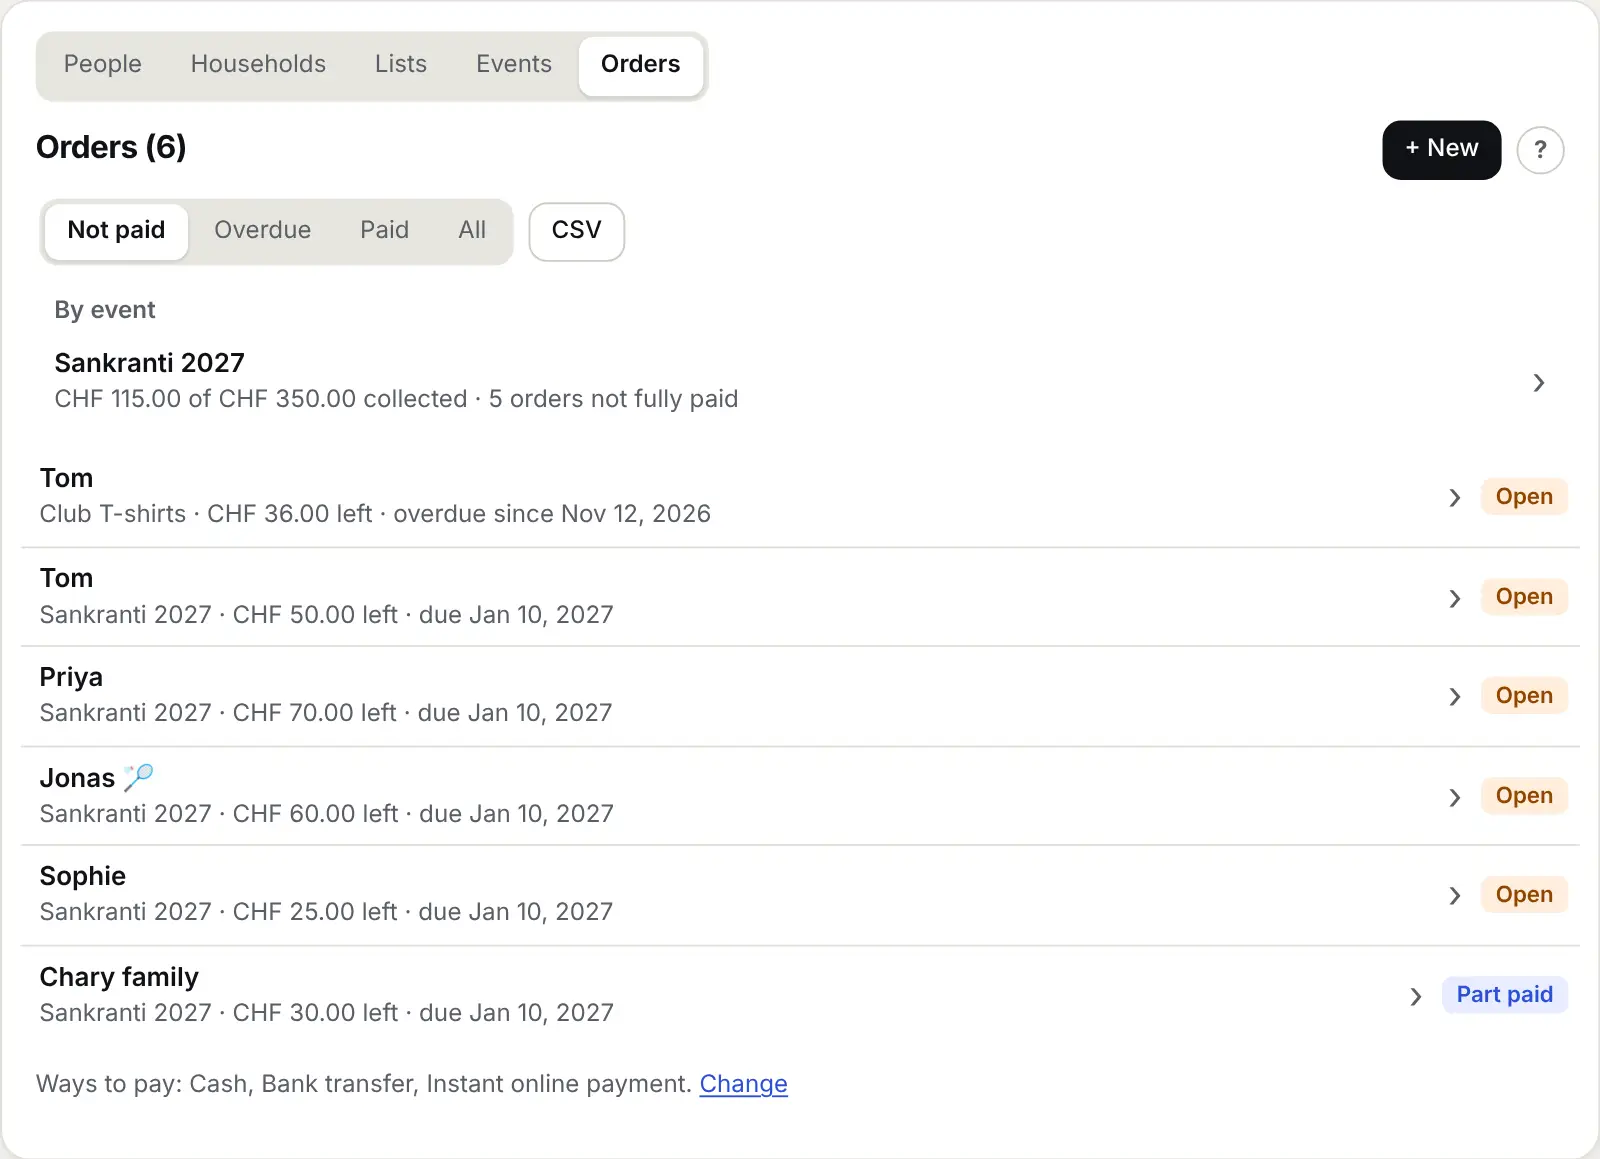 People Households Lists Events Orders
Orders (6)
+ New ?
Not paid Overdue Paid All CSV
By event
Sankranti 2027
CHF 115.00 of CHF 350.00 collected · 5 orders not fully paid
Tom
Club T-shirts · CHF 36.00 left · overdue since Nov 12, 2026
Open
Tom
Sankranti 2027 · CHF 50.00 left · due Jan 10, 2027
Open
Priya
Sankranti 2027 · CHF 70.00 left · due Jan 10, 2027
Open
Jonas 🏸
Sankranti 2027 · CHF 60.00 left · due Jan 10, 2027
Open
Sophie
Sankranti 2027 · CHF 25.00 left · due Jan 10, 2027
Open
Chary family
Sankranti 2027 · CHF 30.00 left · due Jan 10, 2027
Part paid
Ways to pay: Cash, Bank transfer, Instant online payment. Change